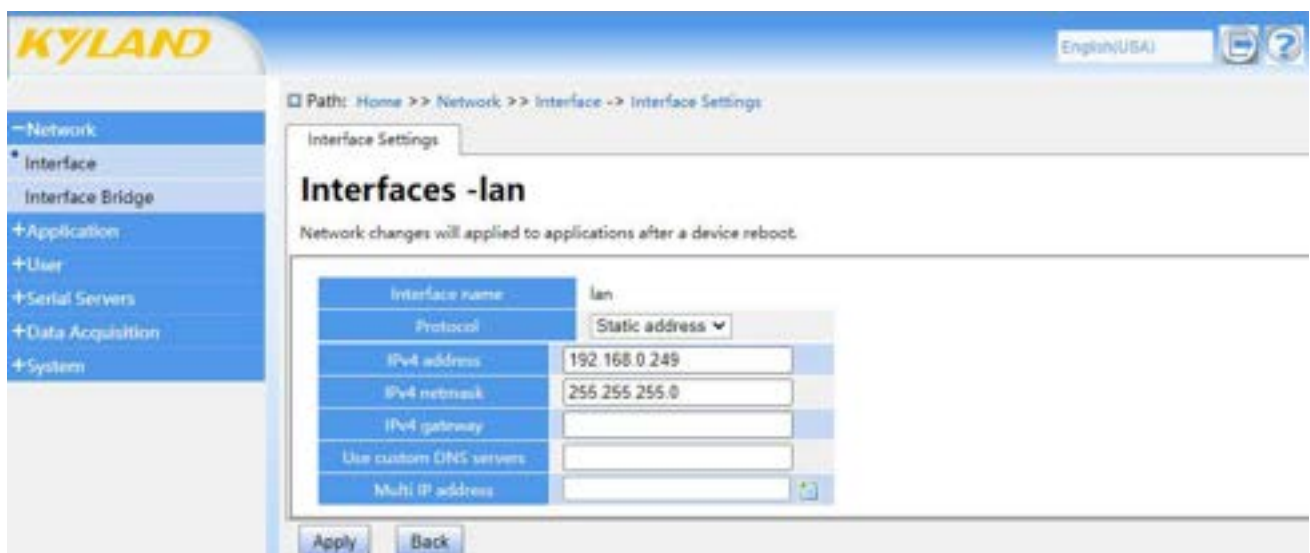 KYLAND
English(USA)
Path: Home >> Network >> Interface -> Interface Settings
Interface Settings
−Network
Interface
Interface Bridge
+Application
+User
+Serial Servers
+Data Acquisition
+System
Interfaces -lan
Network changes will applied to applications after a device reboot.
Interface name lan
Protocol Static address
IPv4 address 192.168.0.249
IPv4 netmask 255.255.255.0
IPv4 gateway
Use custom DNS servers
Multi IP address
Apply Back